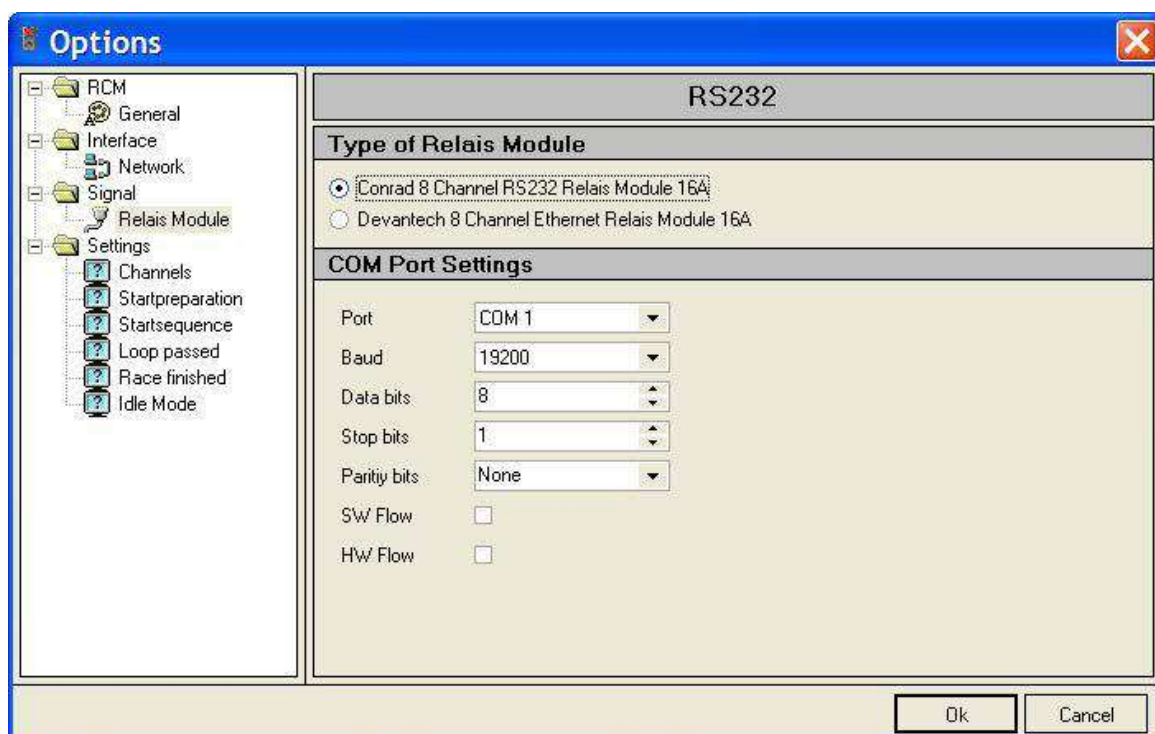 Options
RCM
General
Interface
Network
Signal
Relais Module
Settings
Channels
Startpreparation
Startsequence
Loop passed
Race finished
Idle Mode
RS232
Type of Relais Module
Conrad 8 Channel RS232 Relais Module 16A
Devantech 8 Channel Ethernet Relais Module 16A
COM Port Settings
Port COM 1
Baud 19200
Data bits 8
Stop bits 1
Paritiy bits None
SW Flow
HW Flow
Ok Cancel